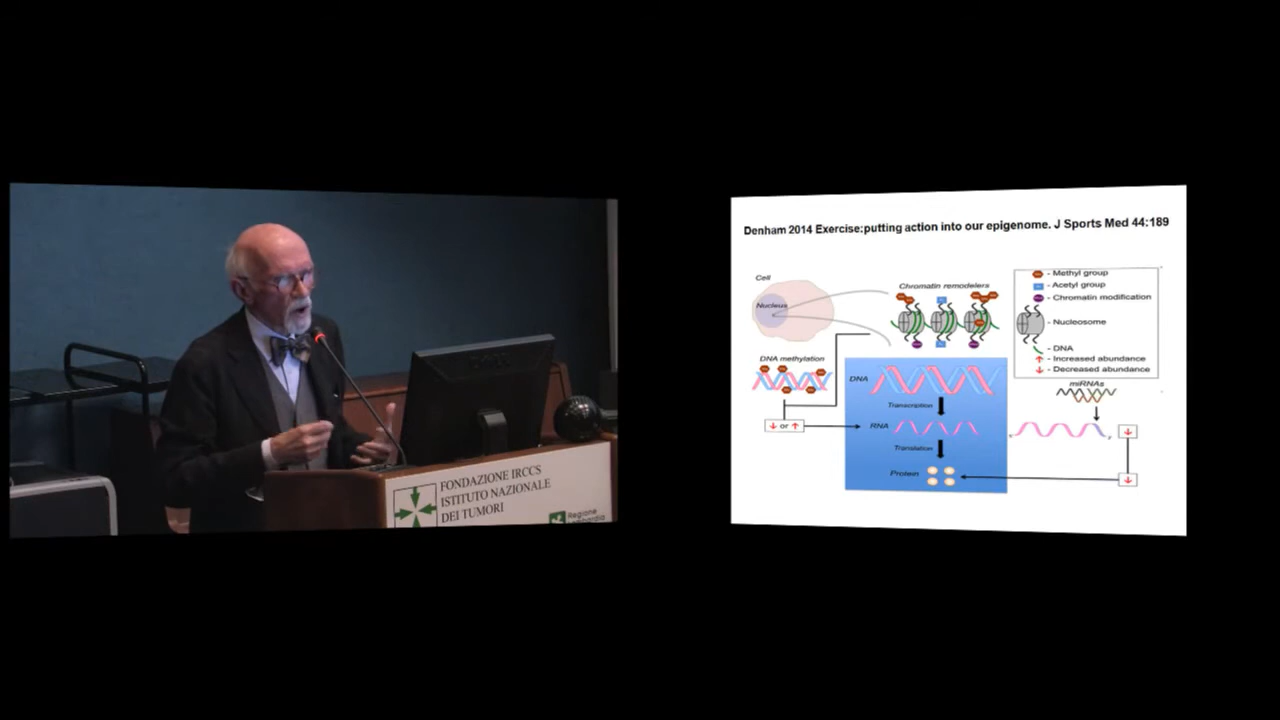 FONDAZIONE IRCCS
ISTITUTO NAZIONALE
DEI TUMORI
Regione
Lombardia
Denham 2014 Exercise:putting action into our epigenome. J Sports Med 44:189
Cell
Nucleus
Chromatin remodelers
- Methyl group
- Acetyl group
- Chromatin modification
- Nucleosome
- DNA
- Increased abundance
- Decreased abundance
DNA methylation
↓ or ↑
DNA
Transcription
RNA
Translation
Protein
miRNAs